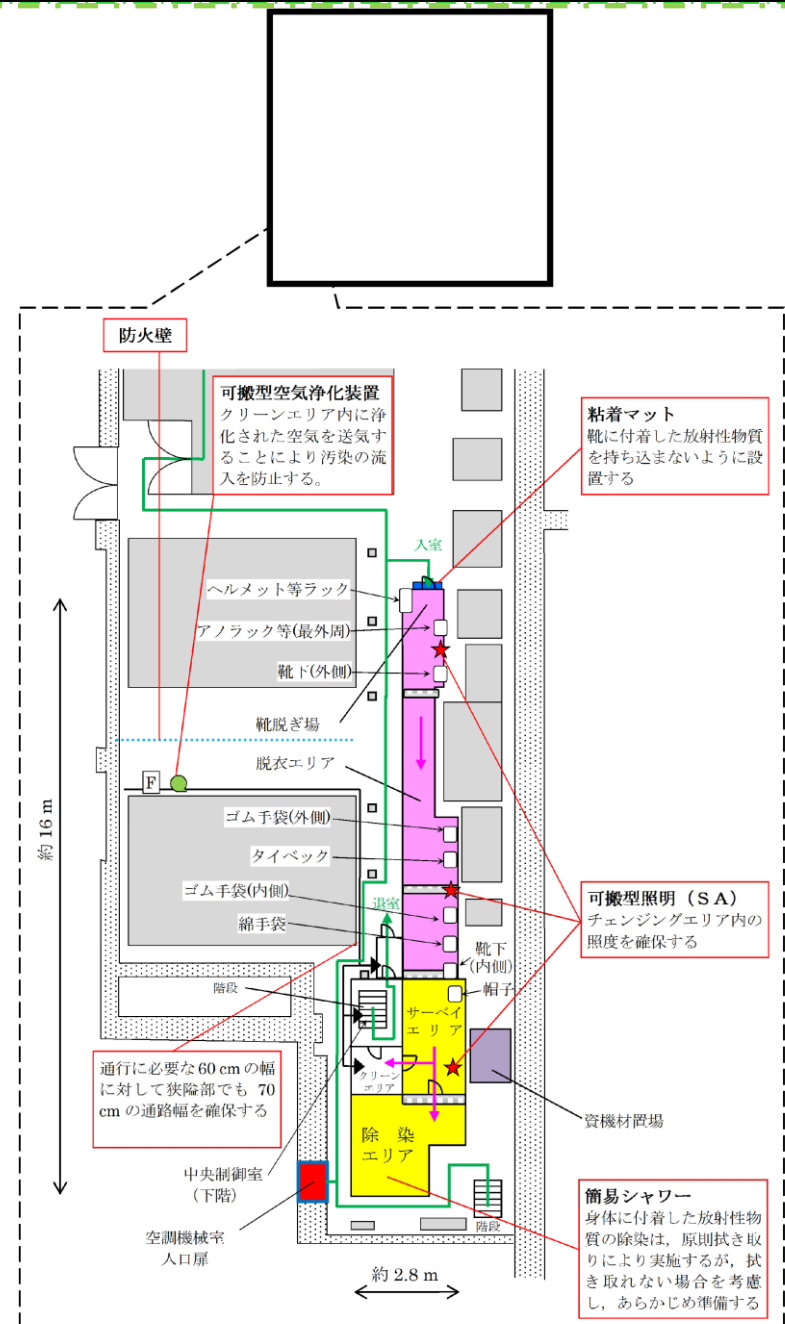 防火壁
可搬型空気浄化装置
クリーンエリア内に浄
化された空気を送気す
ることにより汚染の流
入を防止する。
粘着マット
靴に付着した放射性物質
を持ち込まないように設
置する
入室
ヘルメット等ラック
アノラック等(最外周)
靴下(外側)
靴脱ぎ場
脱衣エリア
F
ゴム手袋(外側)
タイベック
ゴム手袋(内側)
退室
綿手袋
靴下
(内側)
帽子
約 16 m
可搬型照明（SA）
チェンジングエリア内の
照度を確保する
階段
サーベイ
エリア
クリーン
エリア
通行に必要な 60 cm の幅
に対して狭隘部でも 70
cm の通路幅を確保する
資機材置場
除染
エリア
中央制御室
(下階)
空調機械室
入口扉
階段
約 2.8 m
簡易シャワー
身体に付着した放射性物
質の除染は，原則拭き取
りにより実施するが，拭
き取れない場合を考慮
し，あらかじめ準備する